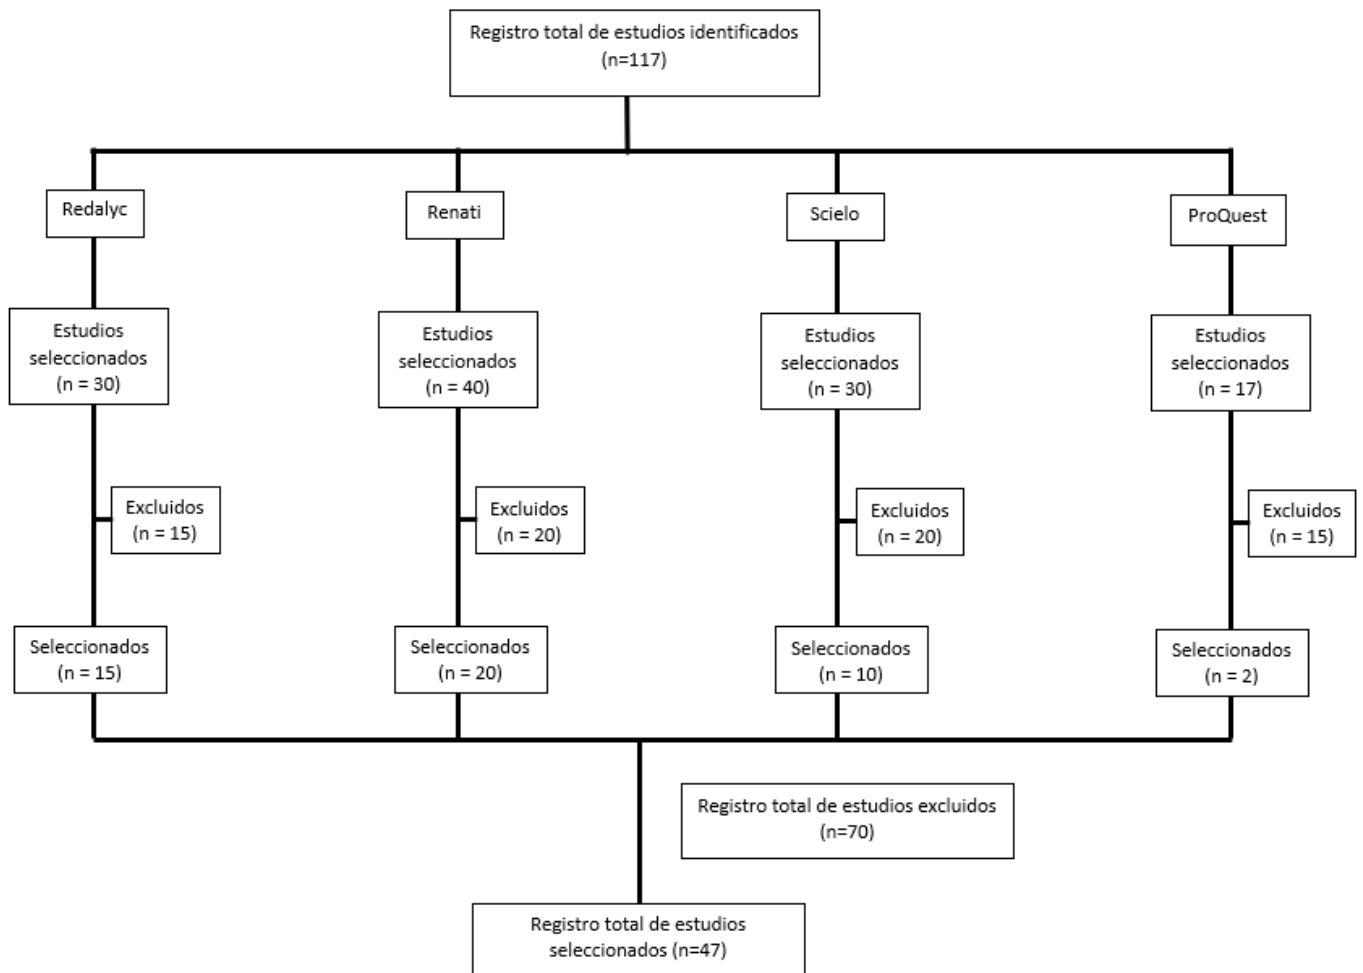 Registro total de estudios identificados
(n=117)
Redalyc
Renati
Scielo
ProQuest
Estudios
seleccionados
(n = 30)
Estudios
seleccionados
(n = 40)
Estudios
seleccionados
(n = 30)
Estudios
seleccionados
(n = 17)
Excluidos
(n = 15)
Excluidos
(n = 20)
Excluidos
(n = 20)
Excluidos
(n = 15)
Seleccionados
(n = 15)
Seleccionados
(n = 20)
Seleccionados
(n = 10)
Seleccionados
(n = 2)
Registro total de estudios excluidos
(n=70)
Registro total de estudios
seleccionados (n=47)